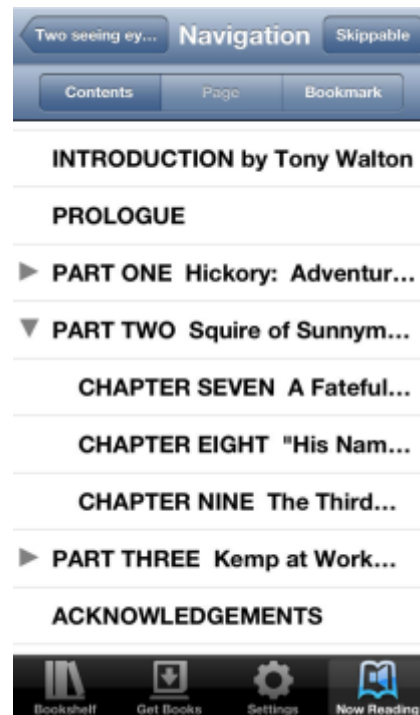 Two seeing ey...
Navigation
Skippable
Contents
Page
Bookmark
INTRODUCTION by Tony Walton
PROLOGUE
PART ONE Hickory: Adventur...
PART TWO Squire of Sunnym...
CHAPTER SEVEN A Fateful...
CHAPTER EIGHT "His Nam...
CHAPTER NINE The Third...
PART THREE Kemp at Work...
ACKNOWLEDGEMENTS
Bookshelf
Get Books
Settings
Now Reading